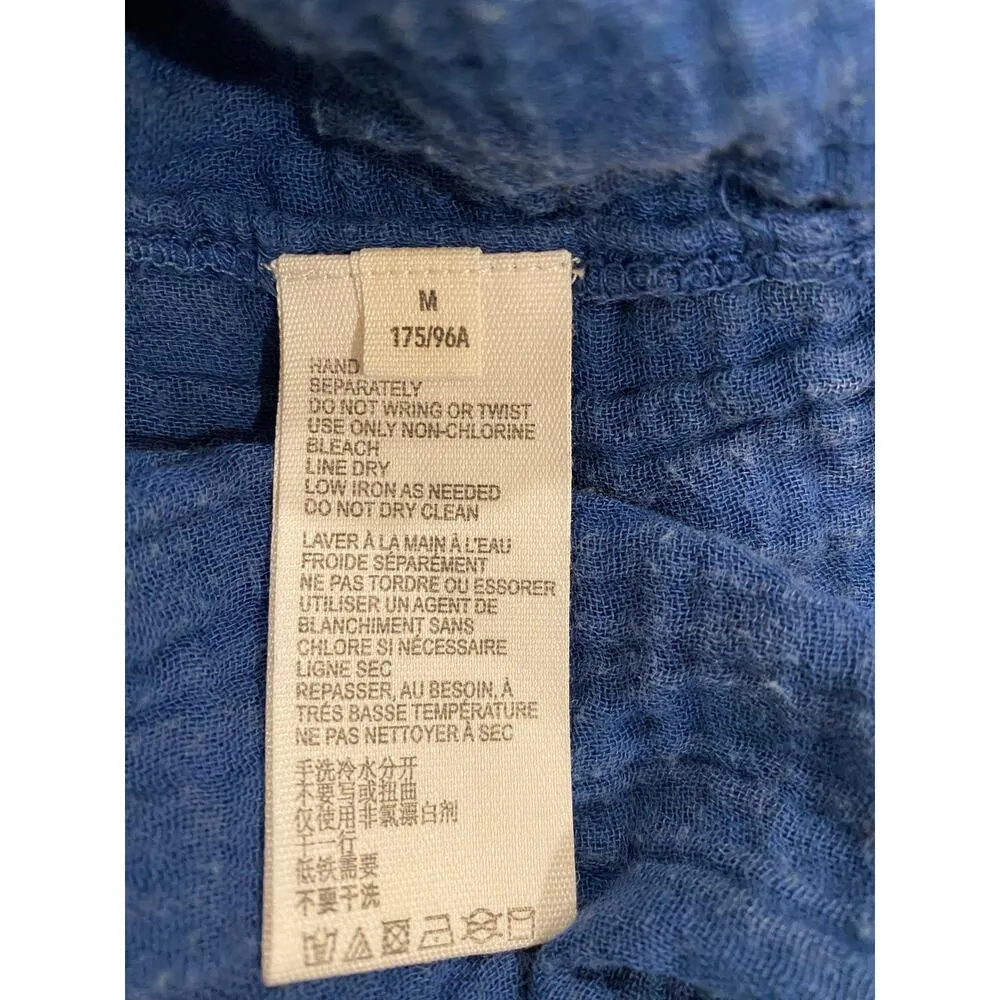 M
175/96A
HAND
SEPARATELY
DO NOT WRING OR TWIST
USE ONLY NON-CHLORINE
BLEACH
LINE DRY
LOW IRON AS NEEDED
DO NOT DRY CLEAN
LAVER À LA MAIN À L'EAU
FROIDE SÉPARÉMENT
NE PAS TORDRE OU ESSORER
UTILISER UN AGENT DE
BLANCHIMENT SANS
CHLORE SI NÉCESSAIRE
LIGNE SEC
REPASSER, AU BESOIN, À
TRÉS BASSE TEMPÉRATURE
NE PAS NETTOYER À SEC
手洗冷水分开
不要写或扭曲
仅使用非氯漂白剂
干一行
低铁需要
不要干洗